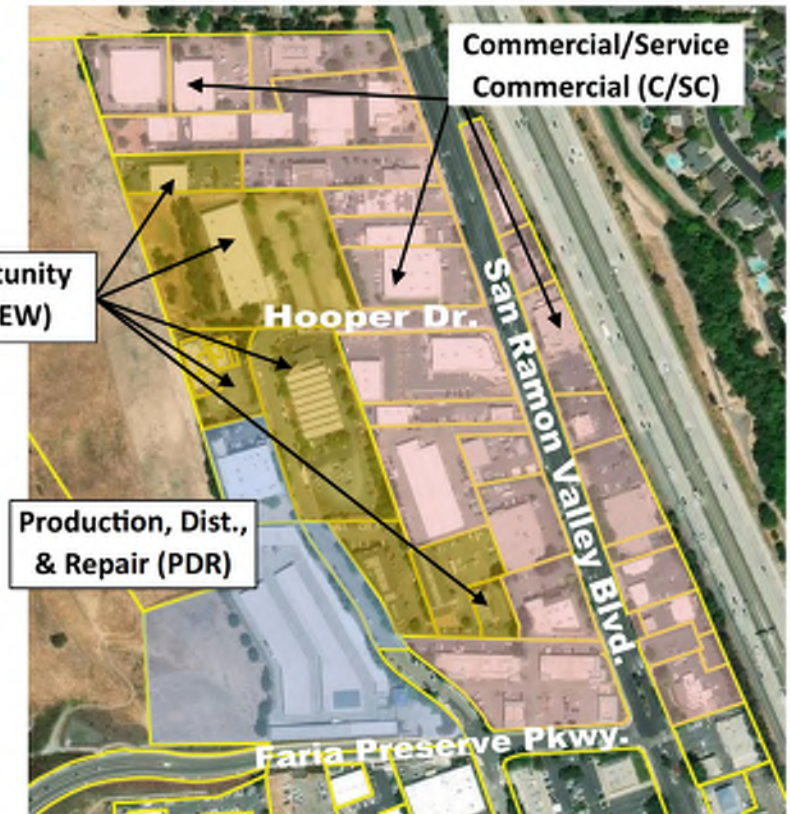 Commercial/Service
Commercial (C/SC)
tunity
EW)
Hooper Dr.
San Ramon Valley Blvd.
Production, Dist.,
& Repair (PDR)
Faria Preserve Pkwy.